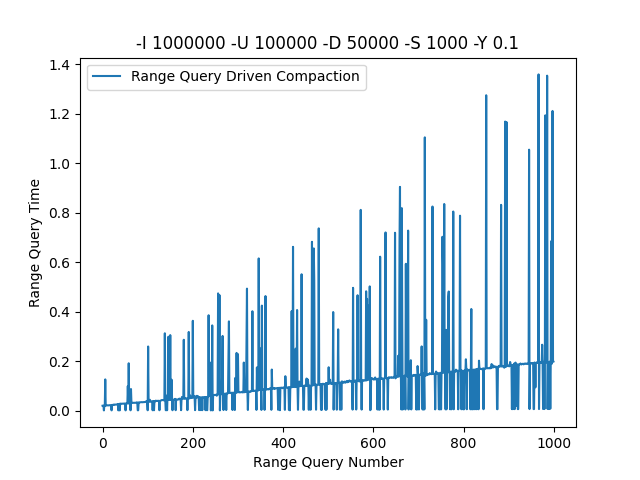 -I 1000000 -U 100000 -D 50000 -S 1000 -Y 0.1
Range Query Driven Compaction
1.4
1.2
1.0
0.8
0.6
0.4
0.2
0.0
Range Query Time
0 200 400 600 800 1000
Range Query Number